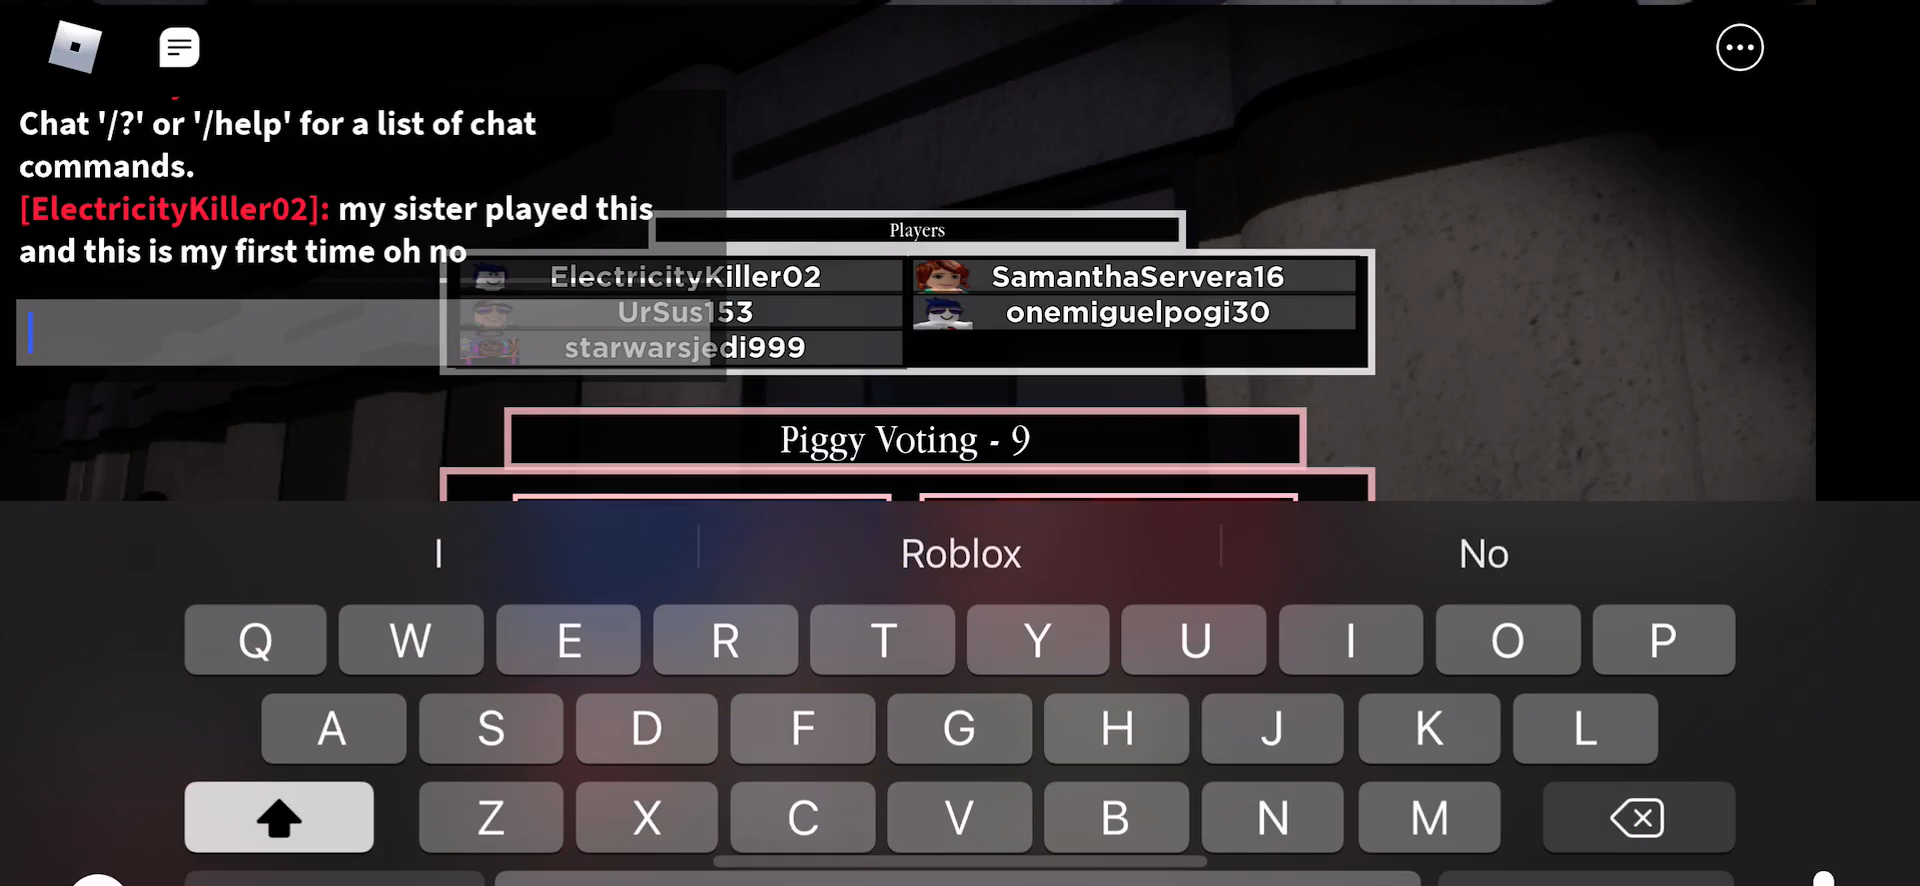 Chat '/?' or '/help' for a list of chat
commands.
[ElectricityKiller02]: my sister played this
and this is my first time oh no
Players
ElectricityKiller02
SamanthaServera16
UrSus153
onemiguelpogi30
starwarsjedi999
Piggy Voting - 9
I
Roblox
No
Q W E R T Y U I O P
A S D F G H J K L
Z X C V B N M